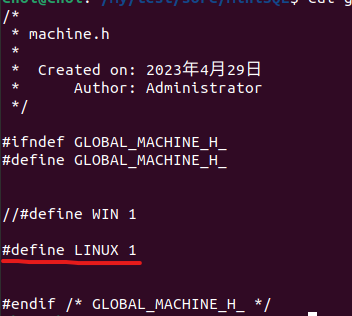 /*
 * machine.h
 *
 *  Created on: 2023年4月29日
 *      Author: Administrator
 */
#ifndef GLOBAL_MACHINE_H_
#define GLOBAL_MACHINE_H_
//#define WIN 1
#define LINUX 1
#endif /* GLOBAL_MACHINE_H_ */